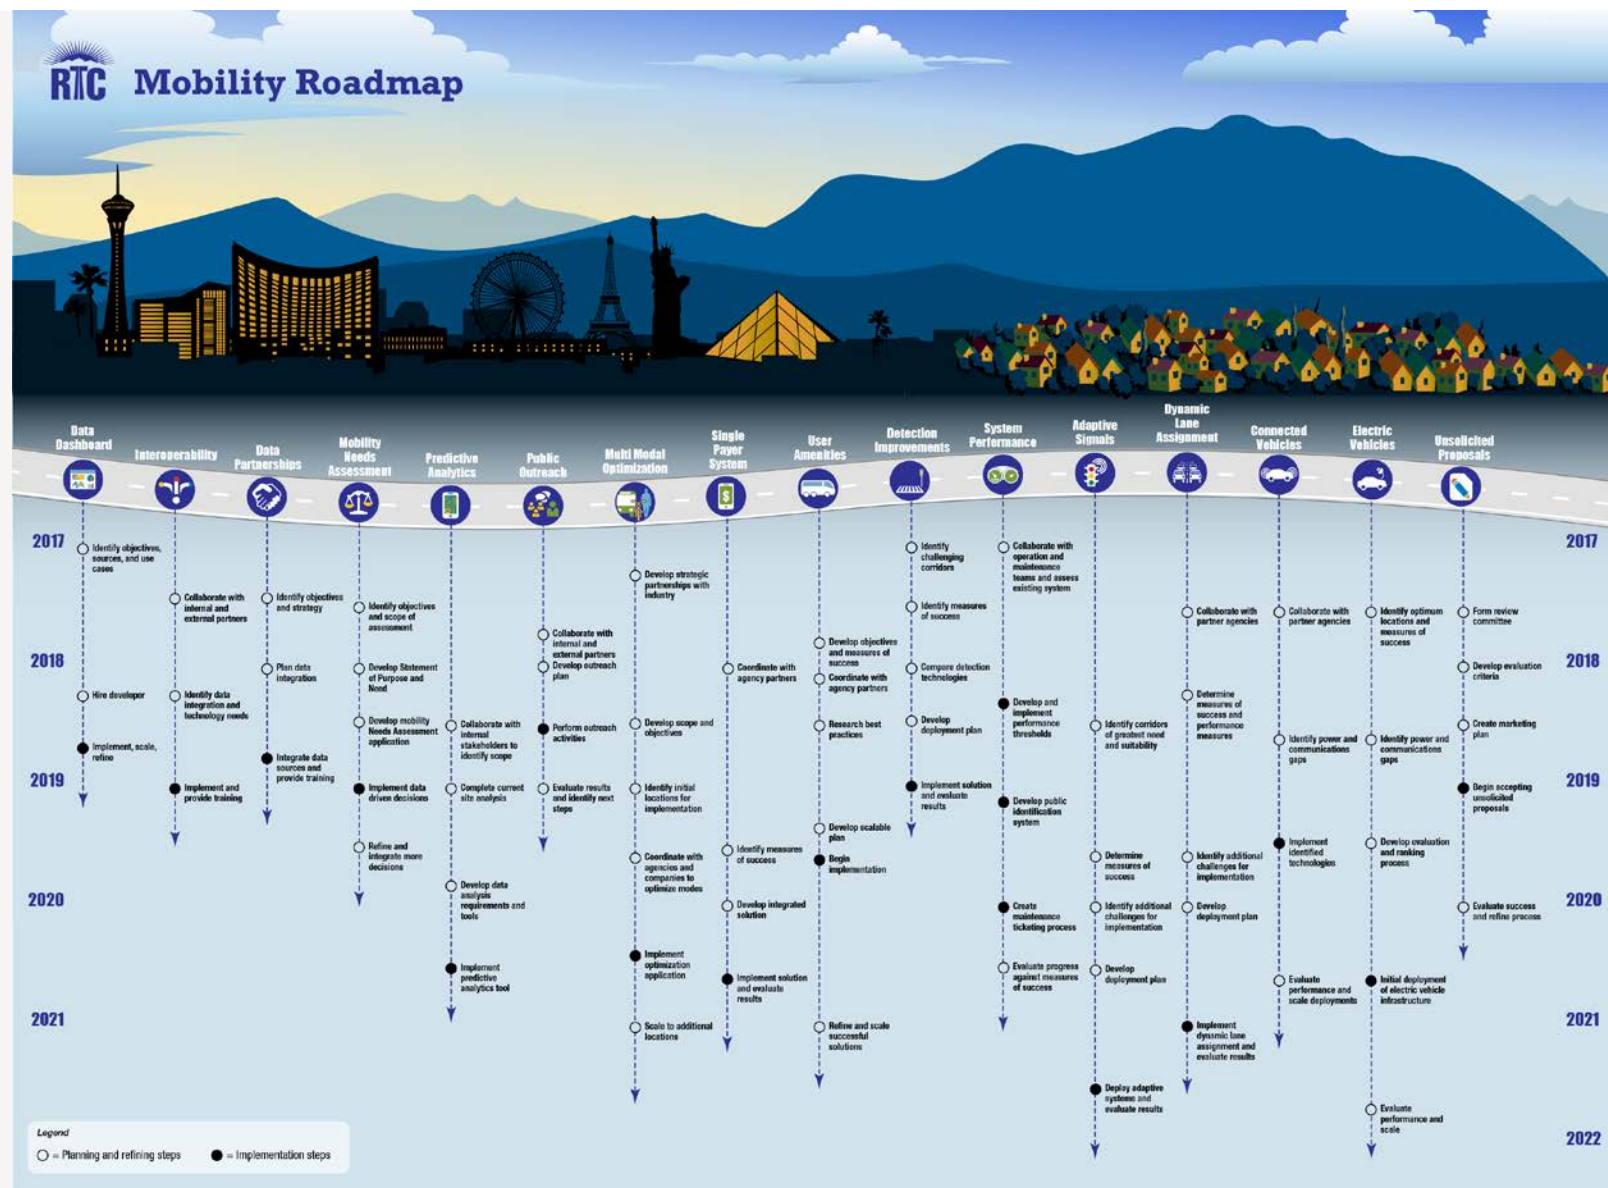 RTC Mobility Roadmap
Data
Dashboard
Interoperability
Data
Partnerships
Mobility
Needs
Assessment
Predictive
Analytics
Public
Outreach
Multi Modal
Optimization
Single
Payer
System
User
Amenities
Detection
Improvements
System
Performance
Adaptive
Signals
Dynamic
Lane
Assignment
Connected
Vehicles
Electric
Vehicles
Unsolicited
Proposals
2017
2018
2019
2020
2021
Identify objectives,
sources, and use
cases
Hire developer
Implement, scale,
refine
Collaborate with
internal and
external partners
Identify data
integration and
technology needs
Implement and
provide training
Identify objectives
and strategy
Plan data
integration
Integrate data
sources and
provide training
Identify objectives
and scope of
assessment
Develop Statement
of Purpose and
Need
Develop mobility
Needs Assessment
application
Implement data
driven decisions
Refine and
integrate more
decisions
Collaborate with
internal
stakeholders to
identify scope
Complete current
site analysis
Develop data
analysis
requirements and
tools
Implement
predictive
analytics tool
Collaborate with
internal and
external partners
Develop outreach
plan
Perform outreach
activities
Evaluate results
and identify next
steps
Develop strategic
partnerships with
industry
Develop scope and
objectives
Identify initial
locations for
implementation
Coordinate with
agencies and
companies to
optimize modes
Implement
optimization
application
Scale to additional
locations
$
Coordinate with
agency partners
Identify measures
of success
Develop integrated
solution
Implement solution
and evaluate
results
Develop objectives
and measures of
success
Coordinate with
agency partners
Research best
practices
Develop scalable
plan
Begin
implementation
Refine and scale
successful
solutions
Identify
challenging
corridors
Identify measures
of success
Compare detection
technologies
Develop
deployment plan
Implement solution
and evaluate
results
Collaborate with
operation and
maintenance
teams and assess
existing system
Develop and
implement
performance
thresholds
Develop public
identification
system
Create
maintenance
ticketing process
Evaluate progress
against measures
of success
Identify corridors
of greatest need
and suitability
Determine
measures of
success
Identify additional
challenges for
implementation
Develop
deployment plan
Deploy adaptive
systems and
evaluate results
Collaborate with
partner agencies
Determine
measures of
success and
performance
measures
Identify additional
challenges for
implementation
Develop
deployment plan
Implement
dynamic lane
assignment and
evaluate results
Collaborate with
partner agencies
Identify power and
communications
gaps
Implement
identified
technologies
Evaluate
performance and
scale deployments
Identify optimum
locations and
measures of
success
Identify power and
communications
gaps
Develop evaluation
and ranking
process
Initial deployment
of electric vehicle
infrastructure
Evaluate
performance and
scale
Form review
committee
Develop evaluation
criteria
Create marketing
plan
Begin accepting
unsolicited
proposals
Evaluate success
and refine process
2017
2018
2019
2020
2021
2022
Legend
= Planning and refining steps
= Implementation steps